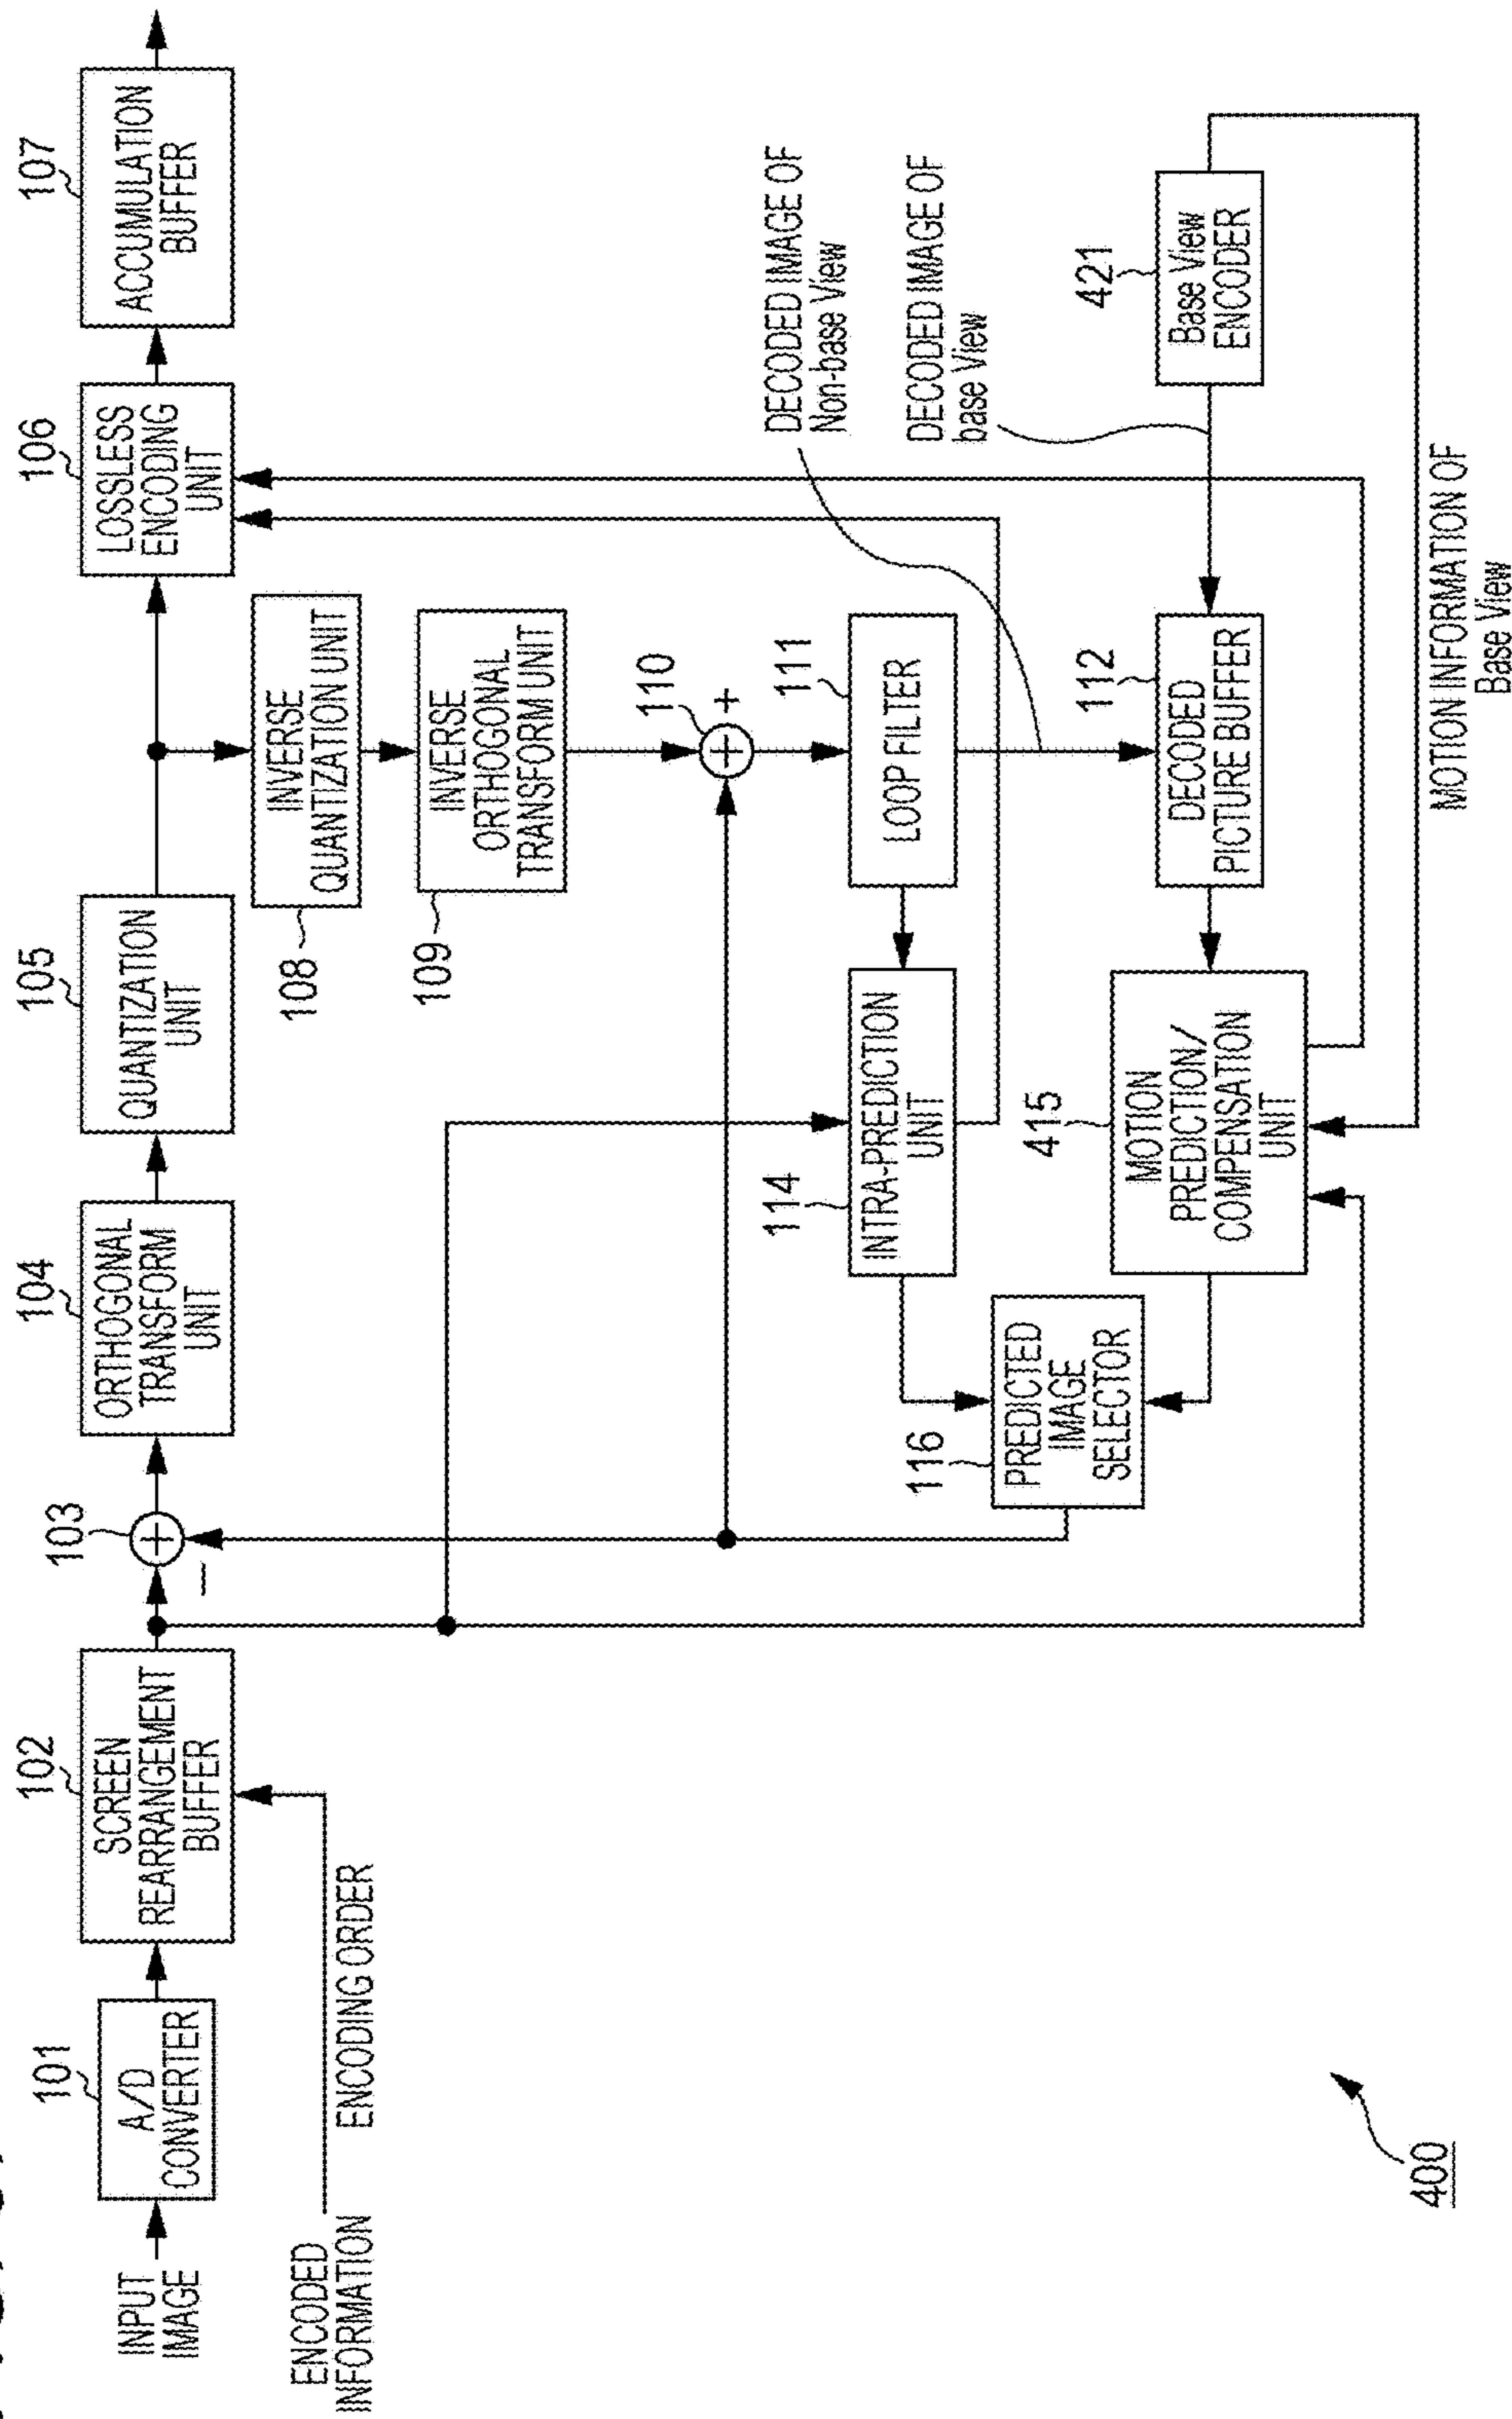 101
102
103
104
105
106
107
INPUT
IMAGE
A/D
CONVERTER
SCREEN
REARRANGEMENT
BUFFER
+
−
ORTHOGONAL
TRANSFORM
UNIT
QUANTIZATION
UNIT
LOSSLESS
ENCODING
UNIT
ACCUMULATION
BUFFER
ENCODED
INFORMATION
ENCODING ORDER
108
INVERSE
QUANTIZATION UNIT
109
INVERSE
ORTHOGONAL
TRANSFORM UNIT
110
+
+
111
LOOP FILTER
114
INTRA-PREDICTION
UNIT
DECODED IMAGE OF
Non-base View
DECODED IMAGE OF
base View
116
PREDICTED
IMAGE
SELECTOR
415
MOTION
PREDICTION/
COMPENSATION
UNIT
112
DECODED
PICTURE BUFFER
421
Base View
ENCODER
MOTION INFORMATION OF
Base View
400